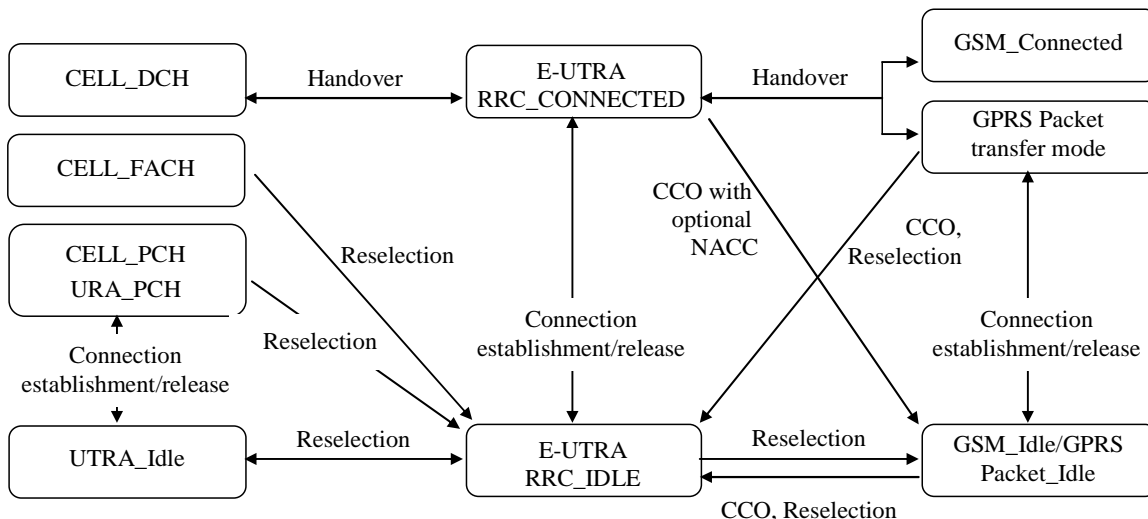 GSM_Connected
CELL_DCH
Handover
E-UTRA
RRC_CONNECTED
Handover
GPRS Packet
transfer mode
CELL_FACH
CCO with
optional
NACC
CCO,
Reselection
Reselection
CELL_PCH
URA_PCH
Reselection
Connection
establishment/release
Connection
establishment/release
Connection
establishment/release
UTRA_Idle
Reselection
E-UTRA
RRC_IDLE
Reselection
GSM_Idle/GPRS
Packet_Idle
CCO, Reselection